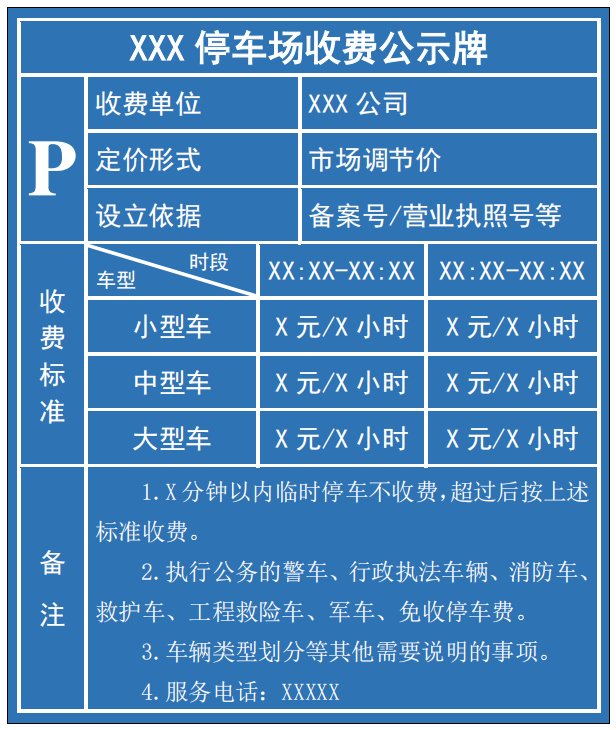 XXX 停车场收费公示牌
P
收费单位 XXX 公司
定价形式 市场调节价
设立依据 备案号/营业执照号等
收费标准
时段
车型
XX:XX-XX:XX XX:XX-XX:XX
小型车 X 元/X 小时 X 元/X 小时
中型车 X 元/X 小时 X 元/X 小时
大型车 X 元/X 小时 X 元/X 小时
备注
1.X 分钟以内临时停车不收费,超过后按上述
标准收费。
2.执行公务的警车、行政执法车辆、消防车、
救护车、工程救险车、军车、免收停车费。
3.车辆类型划分等其他需要说明的事项。
4.服务电话：XXXXX